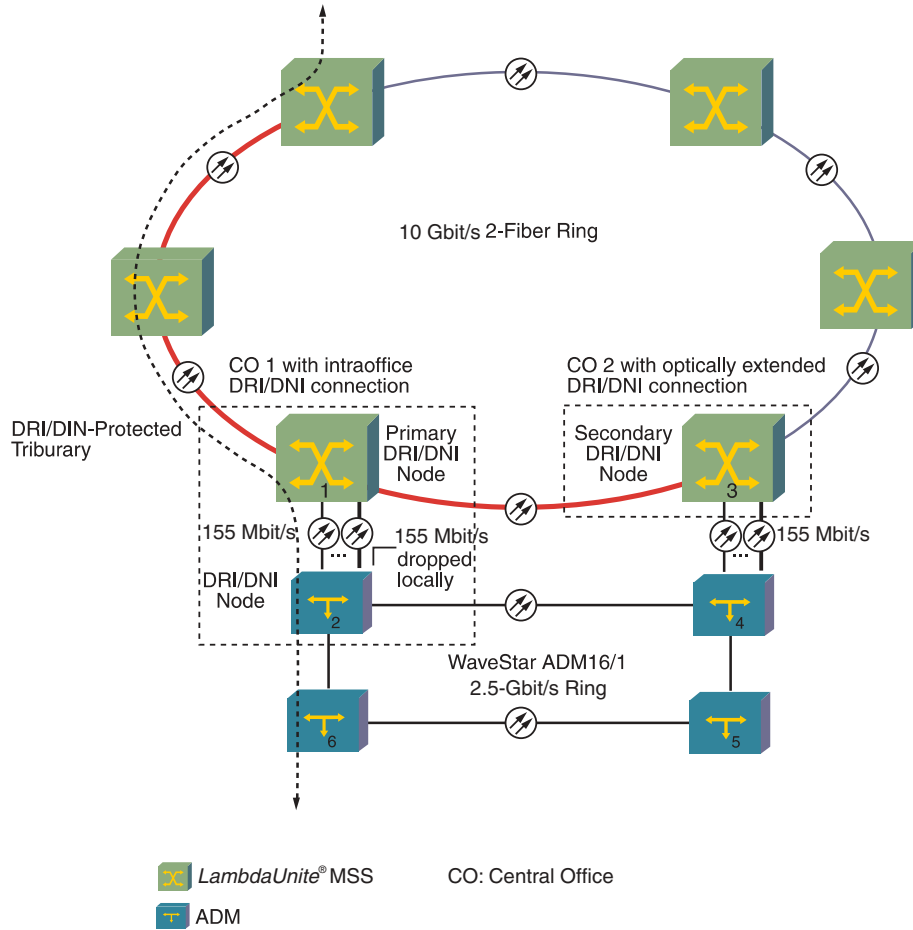 10 Gbit/s 2-Fiber Ring
CO 1 with intraoffice
DRI/DNI connection
CO 2 with optically extended
DRI/DNI connection
DRI/DIN-Protected
Triburary
Primary
DRI/DNI
Node
Secondary
DRI/DNI
Node
1
3
155 Mbit/s
155 Mbit/s
dropped
locally
155 Mbit/s
...
...
DRI/DNI
Node
2
4
WaveStar ADM16/1
2.5-Gbit/s Ring
6
5
LambdaUnite® MSS
CO: Central Office
ADM